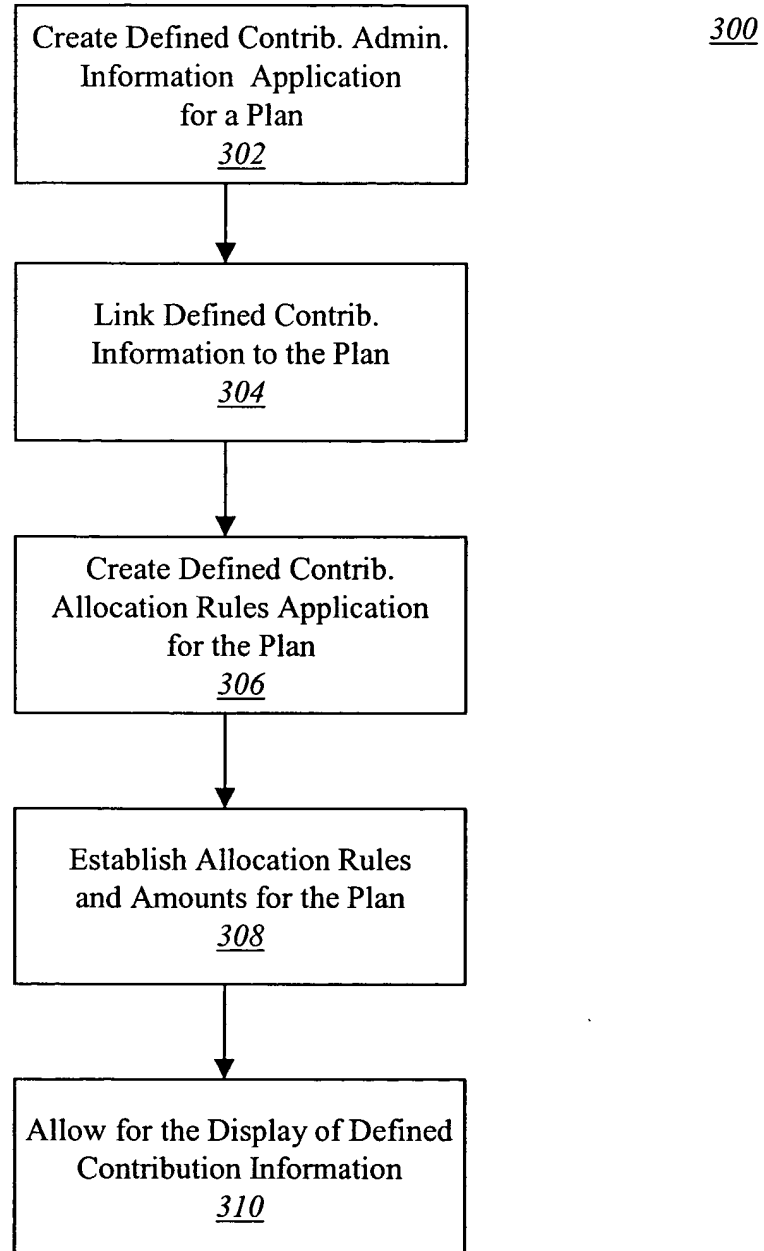 300
Create Defined Contrib. Admin.
Information Application
for a Plan
302
Link Defined Contrib.
Information to the Plan
304
Create Defined Contrib.
Allocation Rules Application
for the Plan
306
Establish Allocation Rules
and Amounts for the Plan
308
Allow for the Display of Defined
Contribution Information
310